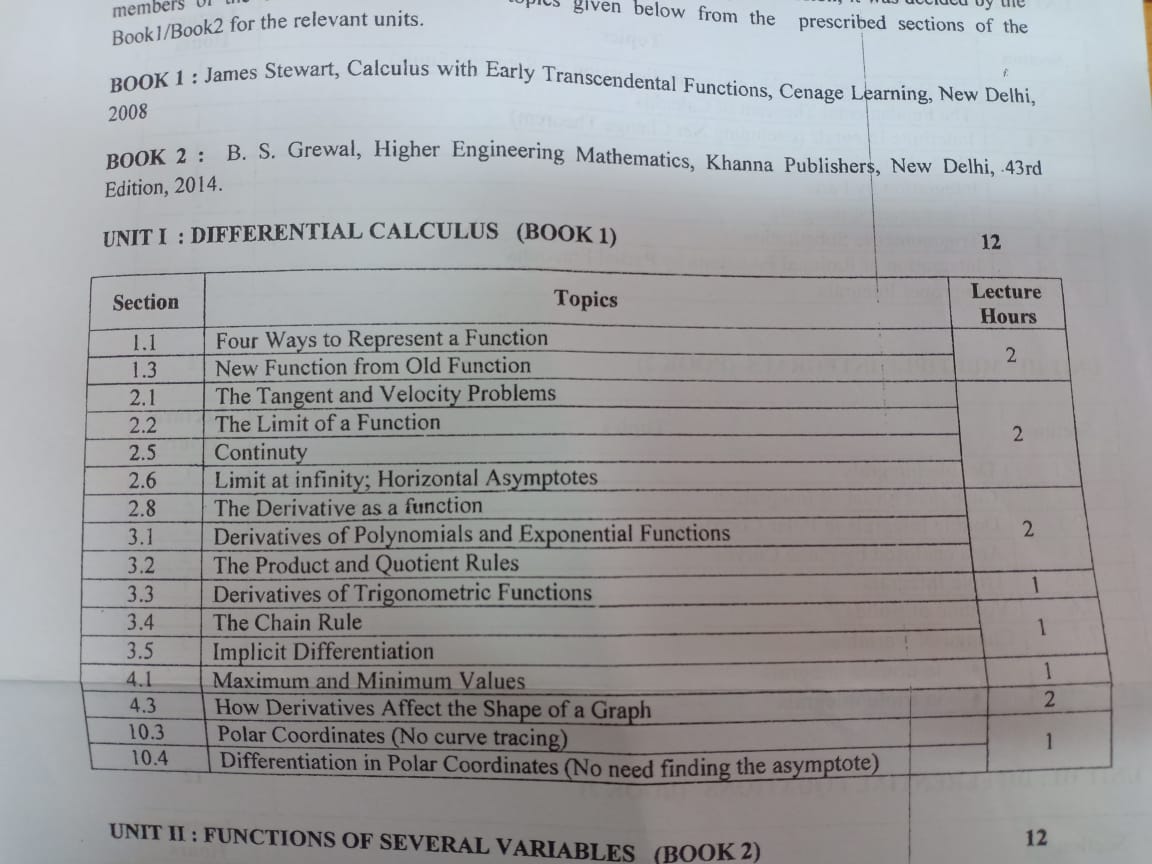 members
given below from the prescribed sections of the
Book1/Book2 for the relevant units.
BOOK 1 : James Stewart, Calculus with Early Transcendental Functions, Cenage Learning, New Delhi,
2008
BOOK 2 : B. S. Grewal, Higher Engineering Mathematics, Khanna Publishers, New Delhi, 43rd
Edition, 2014.
UNIT I : DIFFERENTIAL CALCULUS (BOOK 1) 12
Section Topics Lecture Hours
1.1 Four Ways to Represent a Function 2
1.3 New Function from Old Function
2.1 The Tangent and Velocity Problems 2
2.2 The Limit of a Function
2.5 Continuty
2.6 Limit at infinity; Horizontal Asymptotes
2.8 The Derivative as a function 2
3.1 Derivatives of Polynomials and Exponential Functions
3.2 The Product and Quotient Rules
3.3 Derivatives of Trigonometric Functions 1
3.4 The Chain Rule 1
3.5 Implicit Differentiation
4.1 Maximum and Minimum Values 1
4.3 How Derivatives Affect the Shape of a Graph 2
10.3 Polar Coordinates (No curve tracing) 1
10.4 Differentiation in Polar Coordinates (No need finding the asymptote)
UNIT II : FUNCTIONS OF SEVERAL VARIABLES (BOOK 2) 12